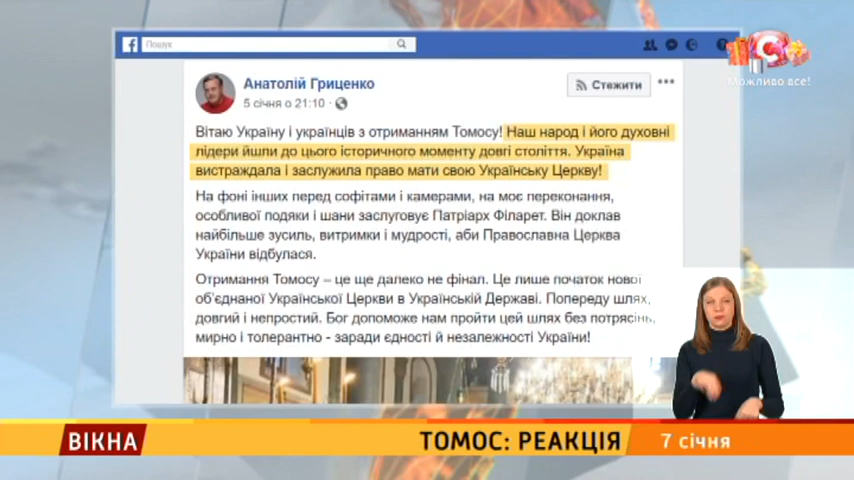 Пошук
Анатолій Гриценко
5 січня о 21:10 ·
Стежити
Можливо все!
Вітаю Україну і українців з отриманням Томосу! Наш народ і його духовні
лідери йшли до цього історичного моменту довгі століття. Україна
вистраждала і заслужила право мати свою Українську Церкву!
На фоні інших перед софітами і камерами, на моє переконання,
особливої подяки і шани заслуговує Патріарх Філарет. Він доклав
найбільше зусиль, витримки і мудрості, аби Православна Церква
України відбулася.
Отримання Томосу – це ще далеко не фінал. Це лише початок нової
об'єднаної Української Церкви в Українській Державі. Попереду шлях,
довгий і непростий. Бог допоможе нам пройти цей шлях без потрясінь,
мирно і толерантно - заради єдності й незалежності України!
ВІКНА
ТОМОС: РЕАКЦІЯ
7 січня